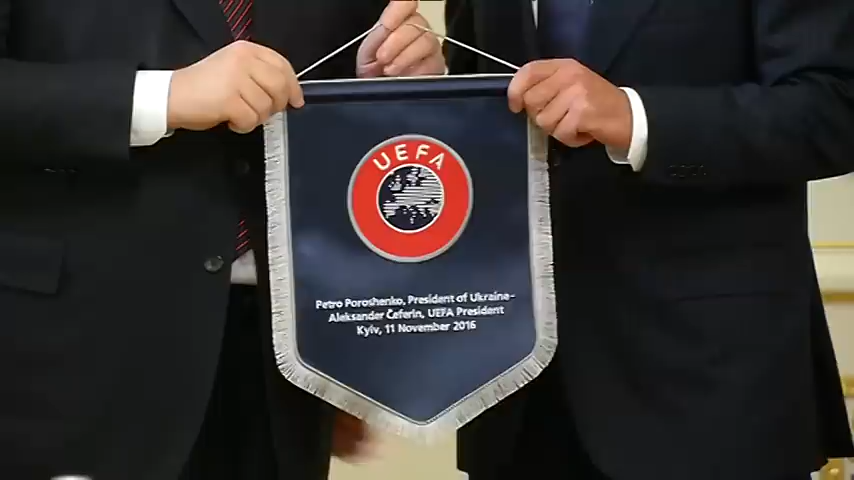 UEFA
Petro Poroshenko, President of Ukraine-
Aleksander Čeferin, UEFA President
Kyiv, 11 November 2016